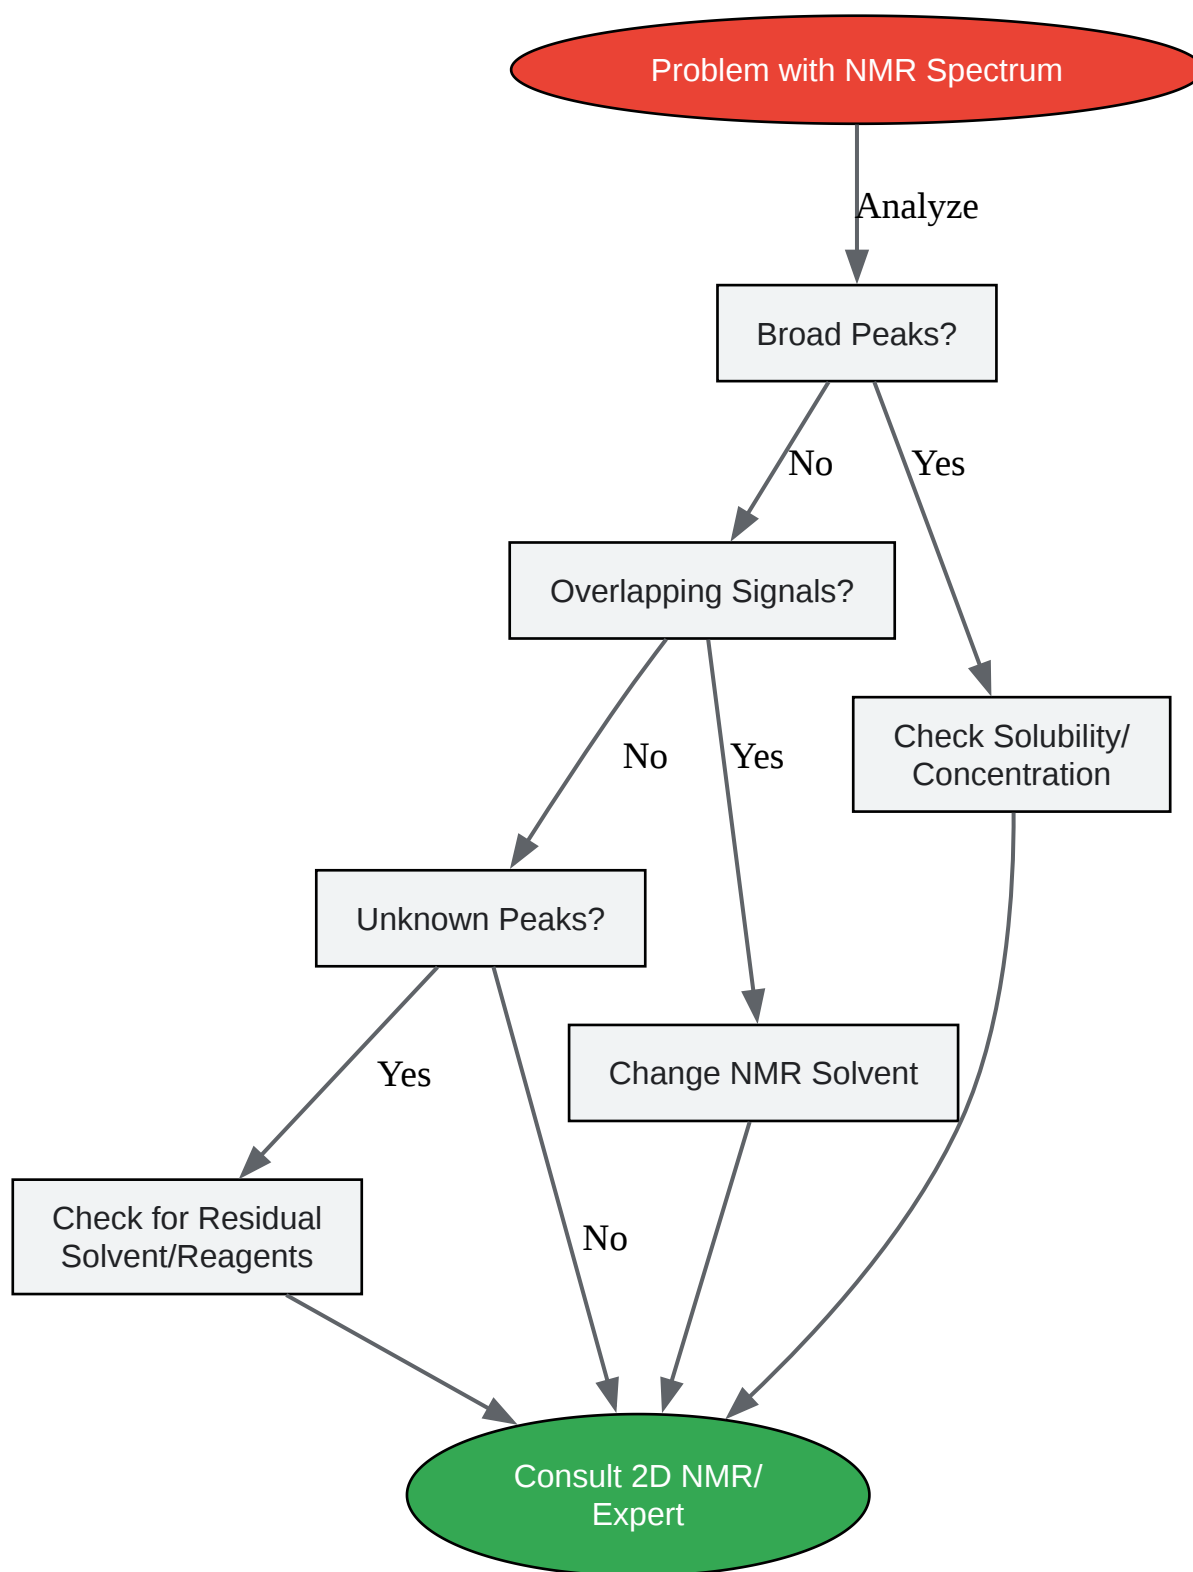 Problem with NMR Spectrum
Analyze
Broad Peaks?
No
Yes
Overlapping Signals?
No
Yes
Check Solubility/
Concentration
Unknown Peaks?
Yes
Change NMR Solvent
Check for Residual
Solvent/Reagents
No
Consult 2D NMR/
Expert